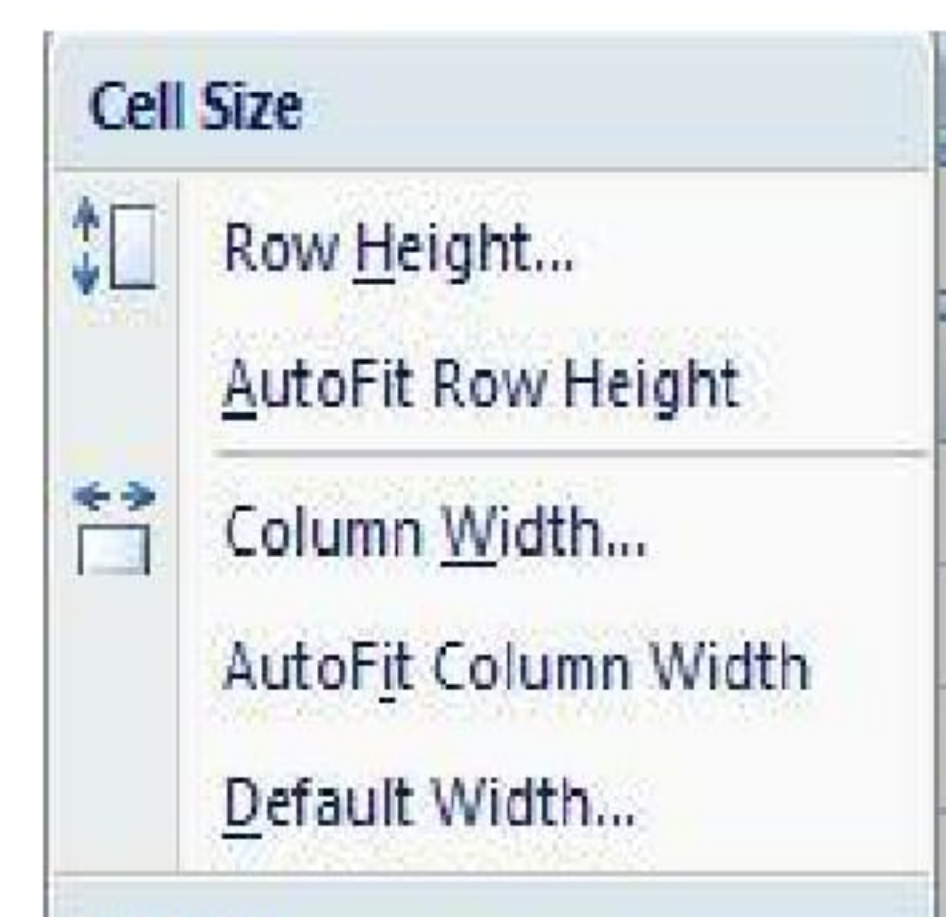 Cell Size
Row Height...
AutoFit Row Height
Column Width...
AutoFit Column Width
Default Width...